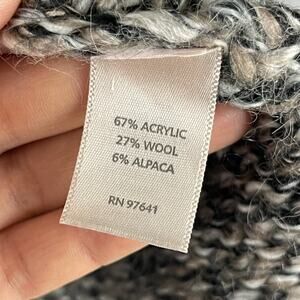 67% ACRYLIC
27% WOOL
6% ALPACA
RN 97641